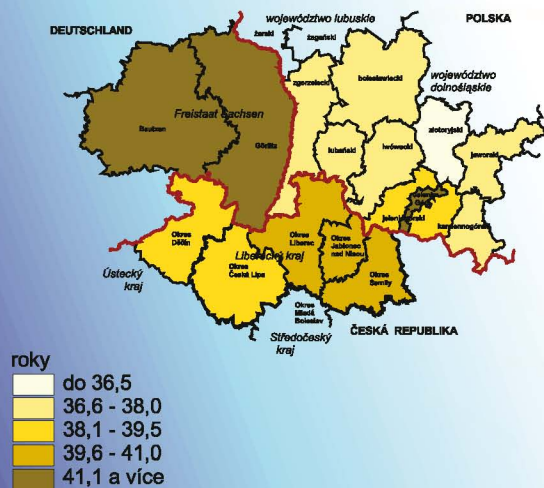 województwo lubuskie
POLSKA
DEUTSCHLAND
żarski
żagański
zgorzelecki
bolesławiecki
województwo
dolnośląskie
Freistaat Sachsen
złotoryjski
Bautzen
Görlitz
lubański
lwówecki
jaworski
Jelenia
Góra
jeleniogórski
kamiennogórski
Okres
Děčín
Liberecký kraj
Okres
Liberec
Okres
Jablonec
nad Nisou
Ústecký
kraj
Okres
Česká Lípa
Okres
Semily
Okres
Mladá
Boleslav
ČESKÁ REPUBLIKA
Středočeský
kraj
roky
do 36,5
36,6 - 38,0
38,1 - 39,5
39,6 - 41,0
41,1 a více